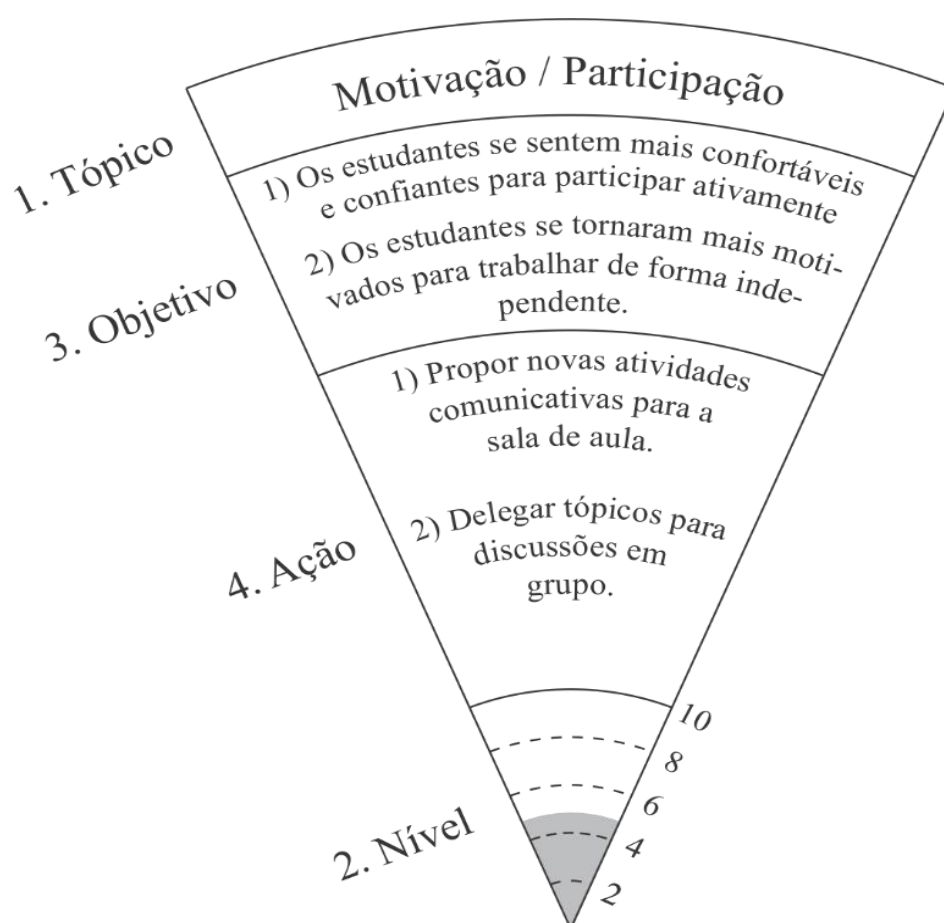 Motivação / Participação
1. Tópico
1) Os estudantes se sentem mais confortáveis
e confiantes para participar ativamente
2) Os estudantes se tornaram mais moti-
vados para trabalhar de forma inde-
pendente.
3. Objetivo
1) Propor novas atividades
comunicativas para a
sala de aula.
2) Delegar tópicos para
discussões em
grupo.
4. Ação
10
8
6
4
2
2. Nível